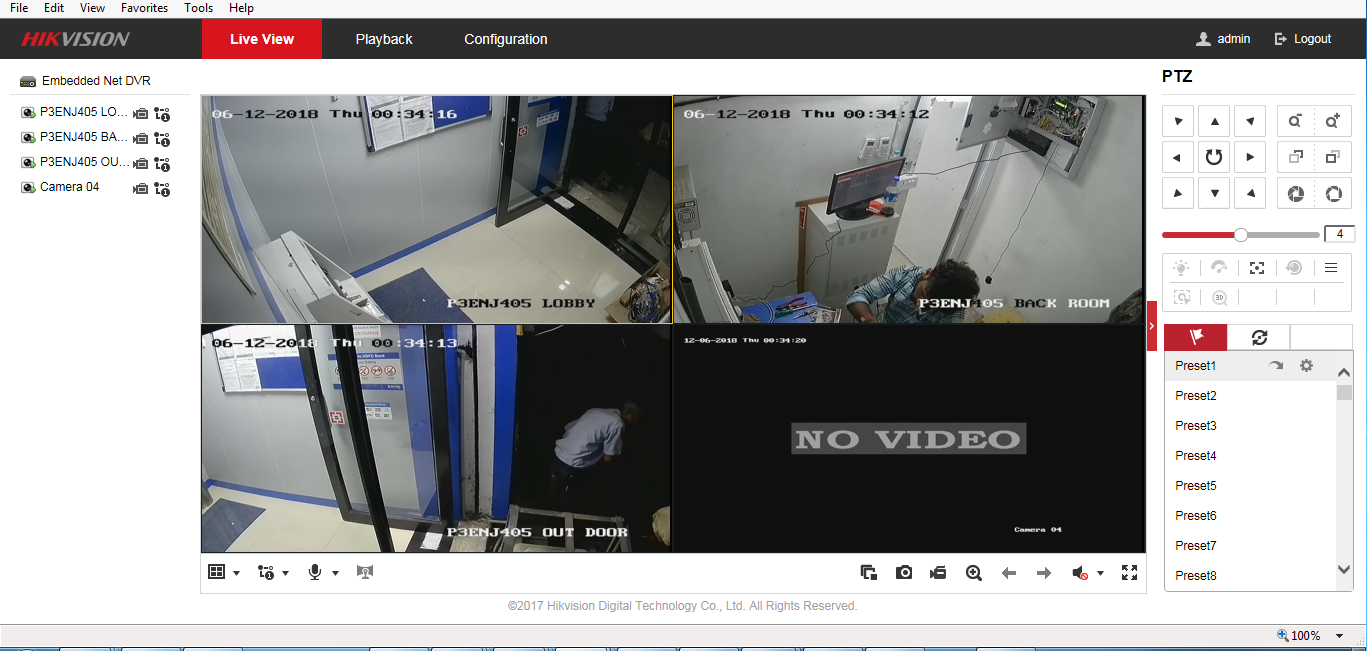 File Edit View Favorites Tools Help
HIKVISION Live View Playback Configuration admin Logout
Embedded Net DVR
P3ENJ405 LO...
P3ENJ405 BA...
P3ENJ405 OU...
Camera 04
06-12-2018 Thu 00:34:16
P3ENJ405 LOBBY
06-12-2018 Thu 00:34:12
P3ENJ405 BACK ROOM
06-12-2018 Thu 00:34:13
P3ENJ405 OUT DOOR
12-06-2018 Thu 00:34:20
NO VIDEO
Camera 04
PTZ
4
3D
Preset1
Preset2
Preset3
Preset4
Preset5
Preset6
Preset7
Preset8
©2017 Hikvision Digital Technology Co., Ltd. All Rights Reserved.
100%